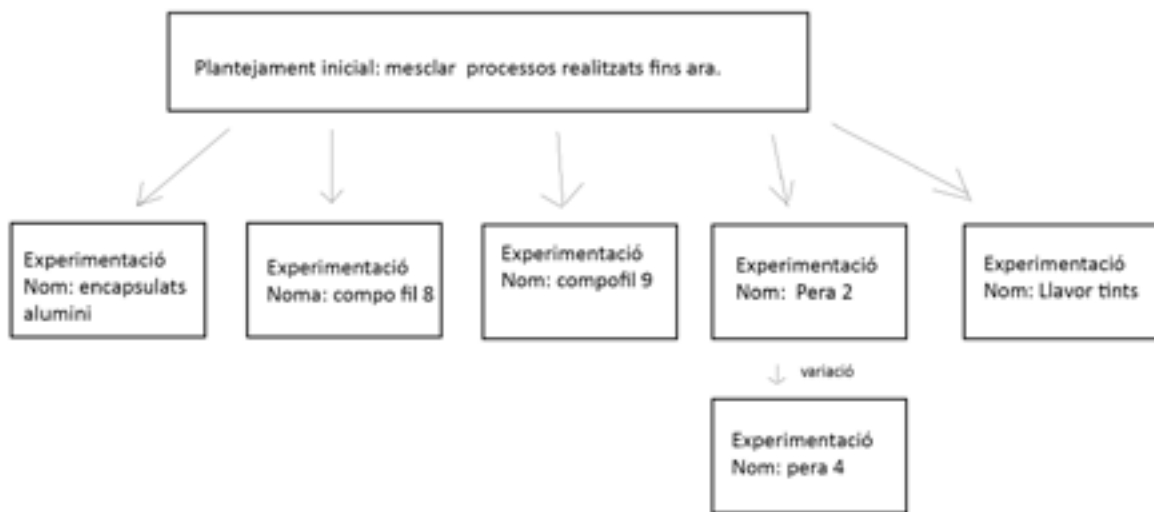 Plantejament inicial: mesclar processos realitzats fins ara.
Experimentació
Nom: encapsulats
alumini
Experimentació
Noma: compo fil 8
Experimentació
Nom: compofil 9
Experimentació
Nom: Pera 2
Experimentació
Nom: Llavor tints
variació
Experimentació
Nom: pera 4